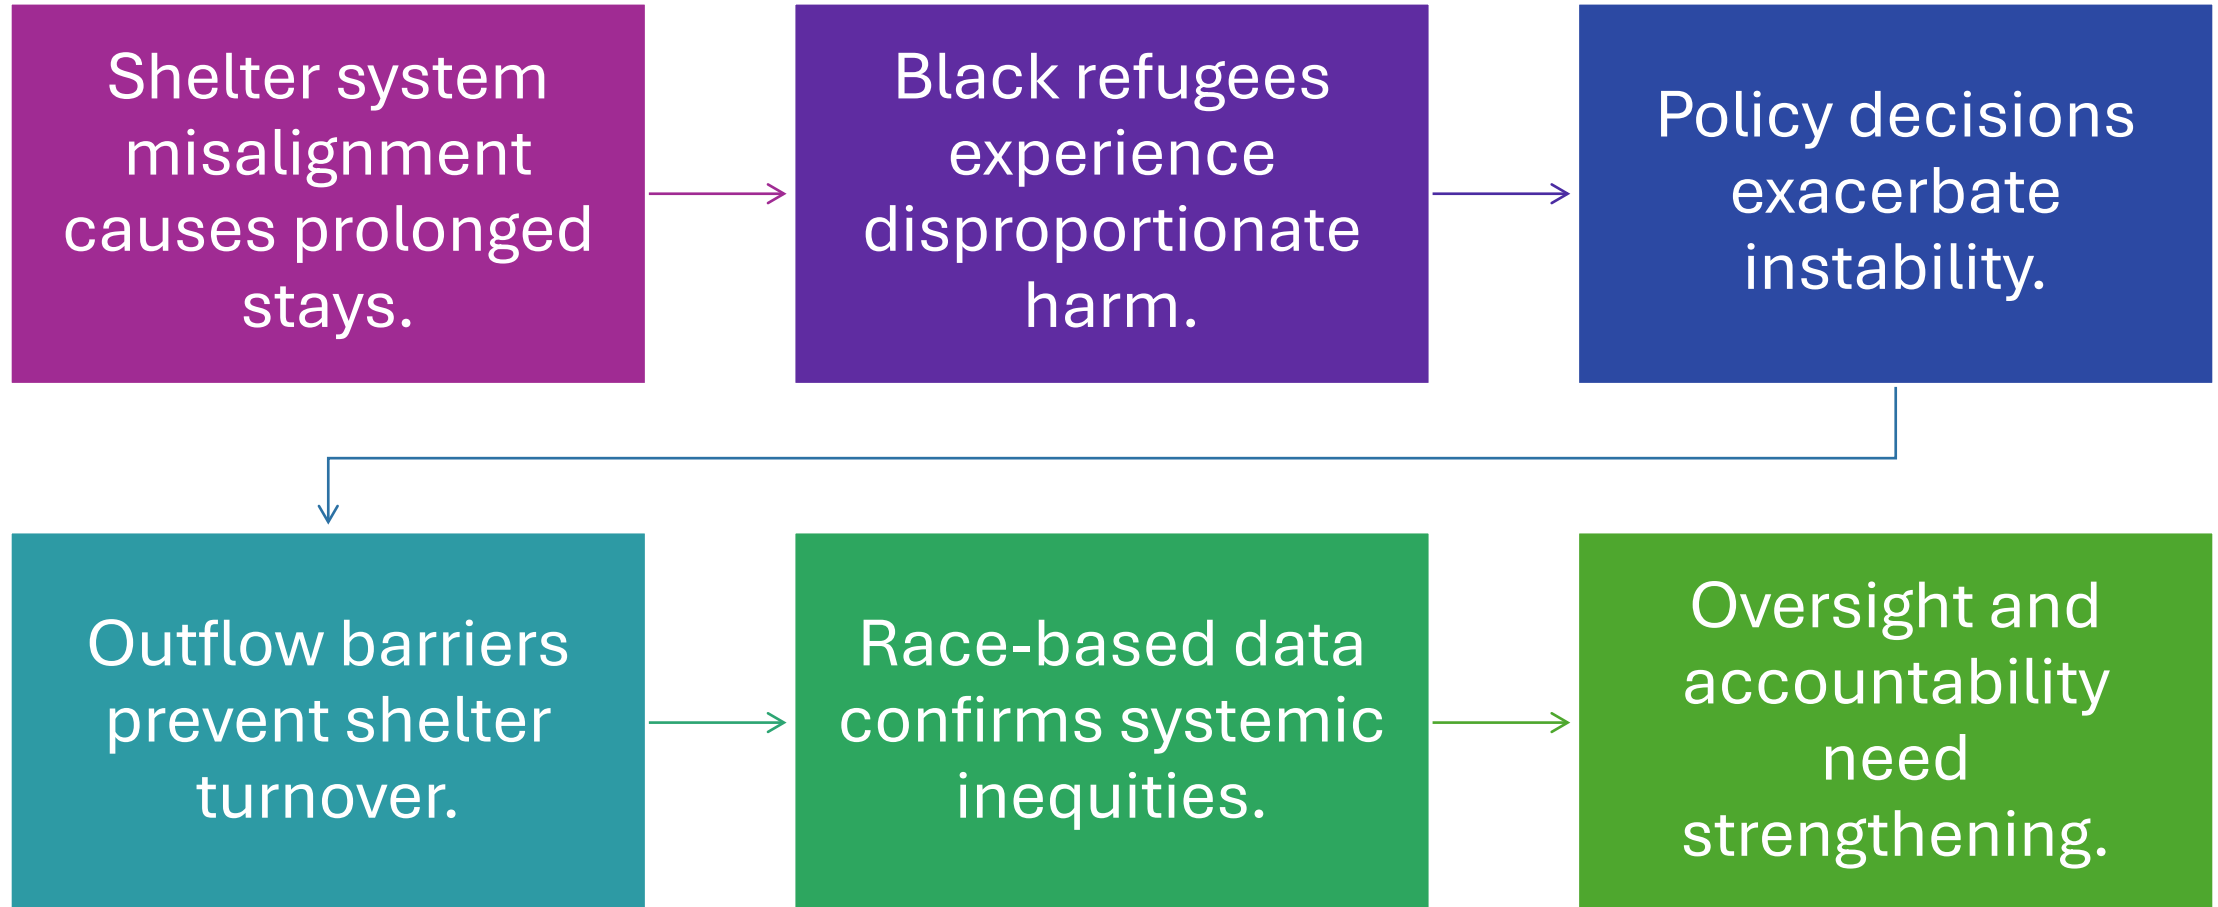 Shelter system
misalignment
causes prolonged
stays.
Black refugees
experience
disproportionate
harm.
Policy decisions
exacerbate
instability.
Outflow barriers
prevent shelter
turnover.
Race-based data
confirms systemic
inequities.
Oversight and
accountability
need
strengthening.